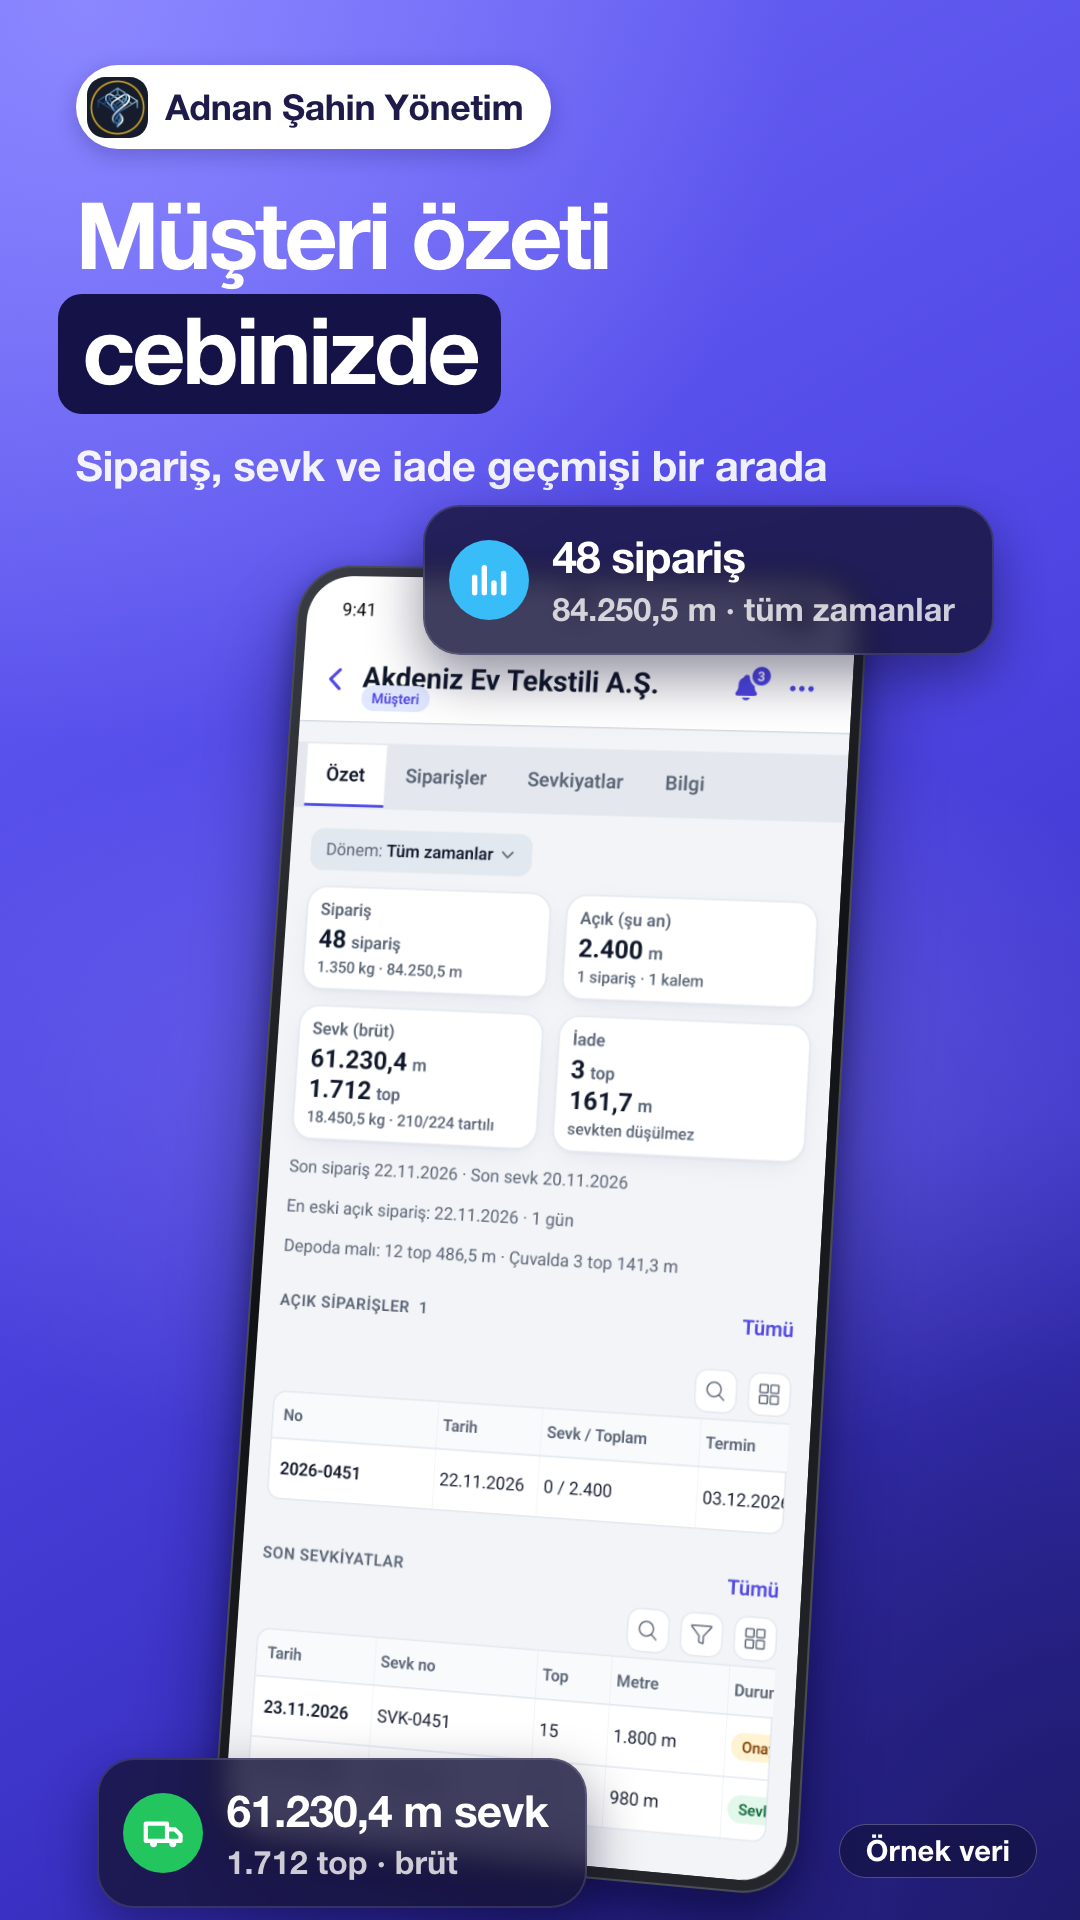 Adnan Şahin Yönetim
Müşteri özeti
cebinizde
Sipariş, sevk ve iade geçmişi bir arada
48 sipariş
84.250,5 m · tüm zamanlar
9:41
Akdeniz Ev Tekstili A.Ş.
3
Müşteri
Özet Siparişler Sevkiyatlar Bilgi
Dönem: Tüm zamanlar
Sipariş
48 sipariş
1.350 kg · 84.250,5 m
Açık (şu an)
2.400 m
1 sipariş · 1 kalem
Sevk (brüt)
61.230,4 m
1.712 top
18.450,5 kg · 210/224 tartılı
İade
3 top
161,7 m
sevkten düşülmez
Son sipariş 22.11.2026 · Son sevk 20.11.2026
En eski açık sipariş: 22.11.2026 · 1 gün
Depoda malı: 12 top 486,5 m · Çuvalda 3 top 141,3 m
AÇIK SİPARİŞLER 1
Tümü
No Tarih Sevk / Toplam Termin
2026-0451 22.11.2026 0 / 2.400 03.12.2026
SON SEVKİYATLAR
Tümü
Tarih Sevk no Top Metre Durur
23.11.2026 SVK-0451 15 1.800 m Ona
980 m Sevl
61.230,4 m sevk
1.712 top · brüt
Örnek veri